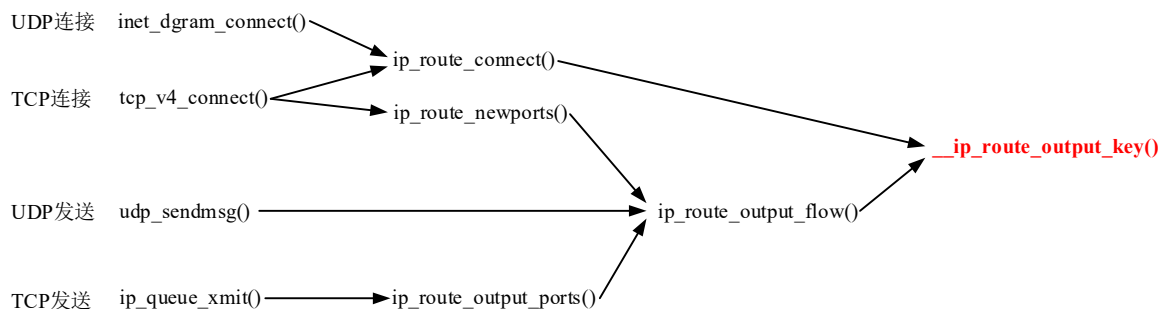 UDP连接 inet_dgram_connect()
ip_route_connect()
TCP连接 tcp_v4_connect()
ip_route_newports()
__ip_route_output_key()
UDP发送 udp_sendmsg()
ip_route_output_flow()
TCP发送 ip_queue_xmit()
ip_route_output_ports()